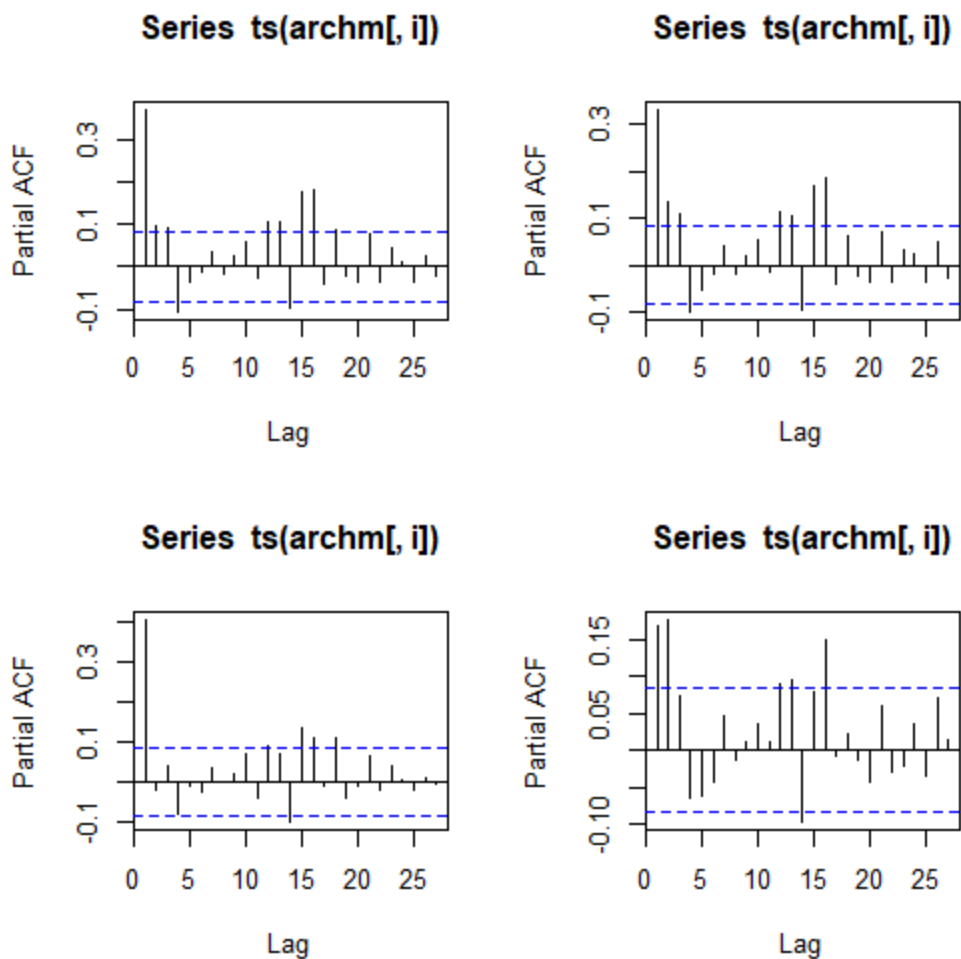 Series ts(archm[, i])
Partial ACF
0.3
0.1
-0.1
0 5 10 15 20 25
Lag
Series ts(archm[, i])
Partial ACF
0.3
0.1
-0.1
0 5 10 15 20 25
Lag
Series ts(archm[, i])
Partial ACF
0.3
0.1
-0.1
0 5 10 15 20 25
Lag
Series ts(archm[, i])
Partial ACF
0.15
0.05
-0.10
0 5 10 15 20 25
Lag